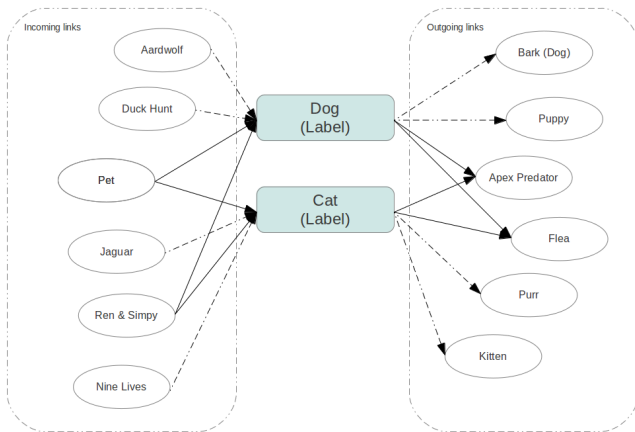 Incoming links
Outgoing links
Aardwolf
Bark (Dog)
Duck Hunt
Dog
(Label)
Puppy
Pet
Apex Predator
Cat
(Label)
Jaguar
Flea
Ren & Simpy
Purr
Nine Lives
Kitten